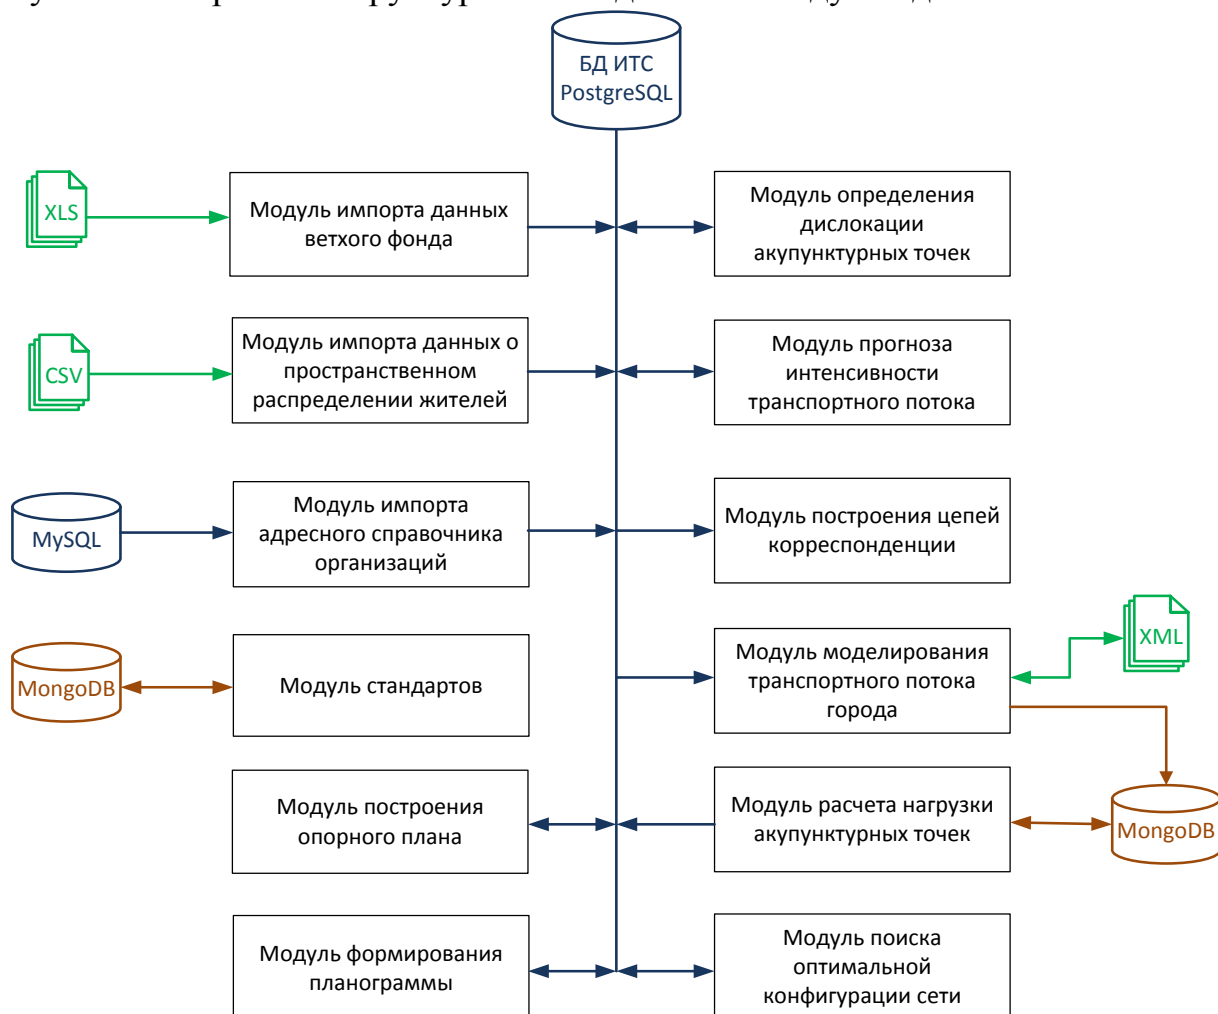 БД ИТС
PostgreSQL
XLS
Модуль импорта данных
ветхого фонда
Модуль определения
дислокации
акупунктурных точек
CSV
Модуль импорта данных о
пространственном
распределении жителей
Модуль прогноза
интенсивности
транспортного потока
MySQL
Модуль импорта
адресного справочника
организаций
Модуль построения цепей
корреспонденции
MongoDB
Модуль стандартов
Модуль моделирования
транспортного потока
города
XML
Модуль построения
опорного плана
Модуль расчета нагрузки
акупунктурных точек
MongoDB
Модуль формирования
планограммы
Модуль поиска
оптимальной
конфигурации сети